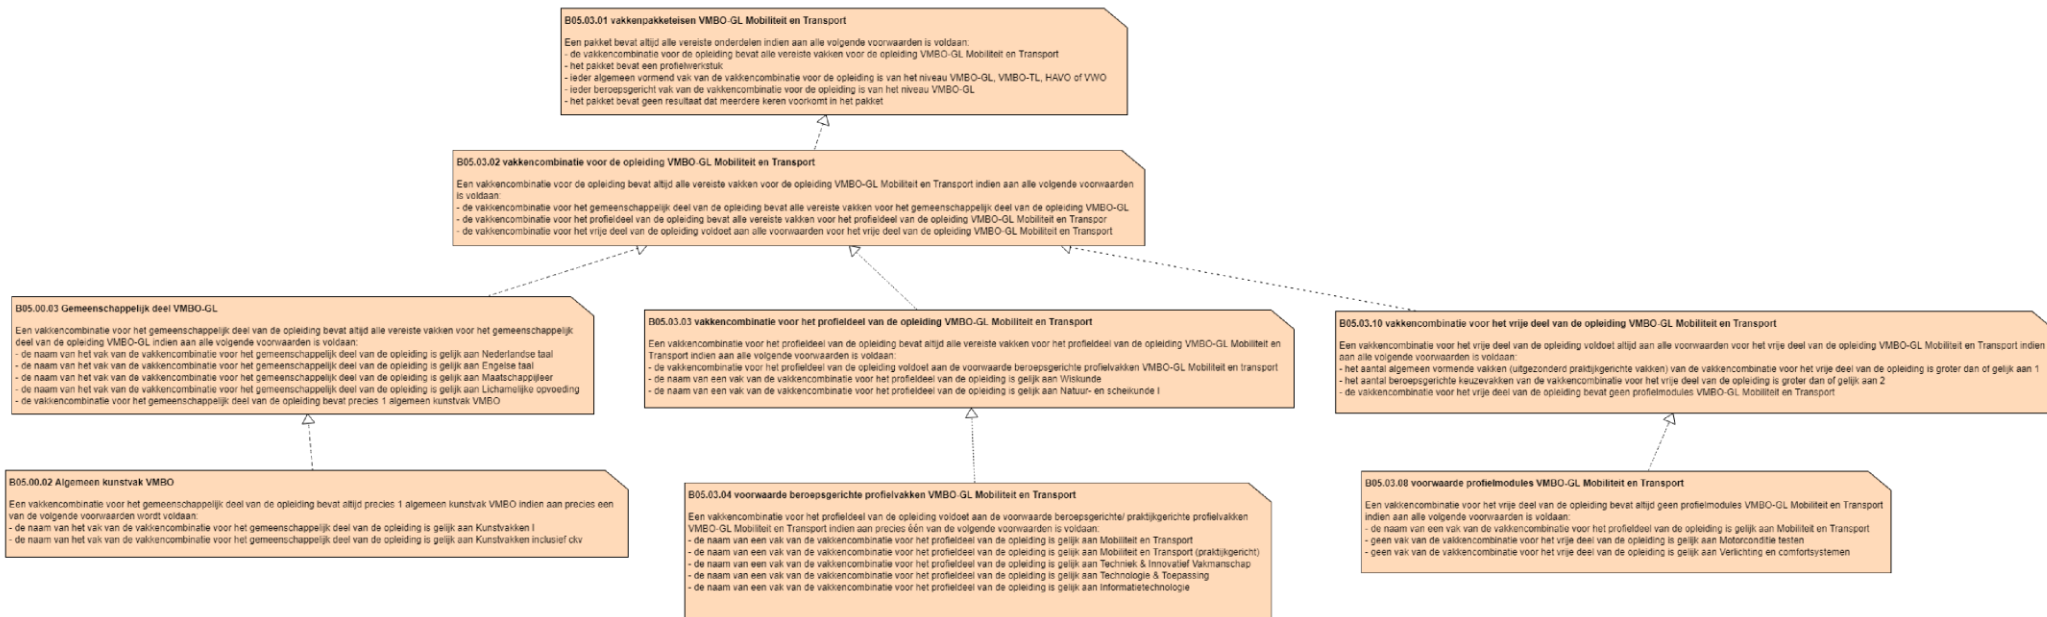 B05.03.01 vakkenpakketeisen VMBO-GL Mobiliteit en Transport
Een pakket bevat altijd alle vereiste onderdelen indien aan alle volgende voorwaarden is voldaan:
- de vakkencombinatie voor de opleiding bevat alle vereiste vakken voor de opleiding VMBO-GL Mobiliteit en Transport
- het pakket bevat een profielwerkstuk
- ieder algemeen vormend vak van de vakkencombinatie voor de opleiding is van het niveau VMBO-GL, VMBO-TL, HAVO of VWO
- ieder beroepsgericht vak van de vakkencombinatie voor de opleiding is van het niveau VMBO-GL
- het pakket bevat geen resultaat dat meerdere keren voorkomt in het pakket
B05.03.02 vakkencombinatie voor de opleiding VMBO-GL Mobiliteit en Transport
Een vakkencombinatie voor de opleiding bevat altijd alle vereiste vakken voor de opleiding VMBO-GL Mobiliteit en Transport indien aan alle volgende voorwaarden
is voldaan:
- de vakkencombinatie voor het gemeenschappelijk deel van de opleiding bevat alle vereiste vakken voor het gemeenschappelijk deel van de opleiding VMBO-GL
- de vakkencombinatie voor het profieldeel van de opleiding bevat alle vereiste vakken voor het profieldeel van de opleiding VMBO-GL Mobiliteit en Transpor
- de vakkencombinatie voor het vrije deel van de opleiding voldoet aan alle voorwaarden voor het vrije deel van de opleiding VMBO-GL Mobiliteit en Transport
B05.00.03 Gemeenschappelijk deel VMBO-GL
Een vakkencombinatie voor het gemeenschappelijk deel van de opleiding bevat altijd alle vereiste vakken voor het gemeenschappelijk
deel van de opleiding VMBO-GL indien aan alle volgende voorwaarden is voldaan:
- de naam van het vak van de vakkencombinatie voor het gemeenschappelijk deel van de opleiding is gelijk aan Nederlandse taal
- de naam van het vak van de vakkencombinatie voor het gemeenschappelijk deel van de opleiding is gelijk aan Engelse taal
- de naam van het vak van de vakkencombinatie voor het gemeenschappelijk deel van de opleiding is gelijk aan Maatschappijleer
- de naam van het vak van de vakkencombinatie voor het gemeenschappelijk deel van de opleiding is gelijk aan Lichamelijke opvoeding
- de vakkencombinatie voor het gemeenschappelijk deel van de opleiding bevat precies 1 algemeen kunstvak VMBO
B05.03.03 vakkencombinatie voor het profieldeel van de opleiding VMBO-GL Mobiliteit en Transport
Een vakkencombinatie voor het profieldeel van de opleiding bevat altijd alle vereiste vakken voor het profieldeel van de opleiding VMBO-GL Mobiliteit en
Transport indien aan alle volgende voorwaarden is voldaan:
- de vakkencombinatie voor het profieldeel van de opleiding voldoet aan de voorwaarde beroepsgerichte profielvakken VMBO-GL Mobiliteit en transport
- de naam van een vak van de vakkencombinatie voor het profieldeel van de opleiding is gelijk aan Wiskunde
- de naam van een vak van de vakkencombinatie voor het profieldeel van de opleiding is gelijk aan Natuur- en scheikunde I
B05.03.10 vakkencombinatie voor het vrije deel van de opleiding VMBO-GL Mobiliteit en Transport
Een vakkencombinatie voor het vrije deel van de opleiding voldoet altijd aan alle voorwaarden voor het vrije deel van de opleiding VMBO-GL Mobiliteit en Transport indien
aan alle volgende voorwaarden is voldaan:
- het aantal algemeen vormende vakken (uitgezonderd praktijkgerichte vakken) van de vakkencombinatie voor het vrije deel van de opleiding is groter dan of gelijk aan 1
- het aantal beroepsgerichte keuzevakken van de vakkencombinatie voor het vrije deel van de opleiding is groter dan of gelijk aan 2
- de vakkencombinatie voor het vrije deel van de opleiding bevat geen profielmodules VMBO-GL Mobiliteit en Transport
B05.00.02 Algemeen kunstvak VMBO
Een vakkencombinatie voor het gemeenschappelijk deel van de opleiding bevat altijd precies 1 algemeen kunstvak VMBO indien aan precies een
van de volgende voorwaarden wordt voldaan:
- de naam van het vak van de vakkencombinatie voor het gemeenschappelijk deel van de opleiding is gelijk aan Kunstvakken I
- de naam van het vak van de vakkencombinatie voor het gemeenschappelijk deel van de opleiding is gelijk aan Kunstvakken inclusief ckv
B05.03.04 voorwaarde beroepsgerichte profielvakken VMBO-GL Mobiliteit en Transport
Een vakkencombinatie voor het profieldeel van de opleiding voldoet aan de voorwaarde beroepsgerichte/ praktijkgerichte profielvakken
VMBO-GL Mobiliteit en Transport indien aan precies één van de volgende voorwaarden is voldaan:
- de naam van een vak van de vakkencombinatie voor het profieldeel van de opleiding is gelijk aan Mobiliteit en Transport
- de naam van een vak van de vakkencombinatie voor het profieldeel van de opleiding is gelijk aan Mobiliteit en Transport (praktijkgericht)
- de naam van een vak van de vakkencombinatie voor het profieldeel van de opleiding is gelijk aan Techniek & Innovatief Vakmanschap
- de naam van een vak van de vakkencombinatie voor het profieldeel van de opleiding is gelijk aan Technologie & Toepassing
- de naam van een vak van de vakkencombinatie voor het profieldeel van de opleiding is gelijk aan Informatietechnologie
B05.03.08 voorwaarde profielmodules VMBO-GL Mobiliteit en Transport
Een vakkencombinatie voor het vrije deel van de opleiding bevat altijd geen profielmodules VMBO-GL Mobiliteit en Transport
indien aan alle volgende voorwaarden is voldaan:
- de naam van een vak van de vakkencombinatie voor het profieldeel van de opleiding is gelijk aan Mobiliteit en Transport
- geen vak van de vakkencombinatie voor het vrije deel van de opleiding is gelijk aan Motorconditie testen
- geen vak van de vakkencombinatie voor het vrije deel van de opleiding is gelijk aan Verlichting en comfortsystemen